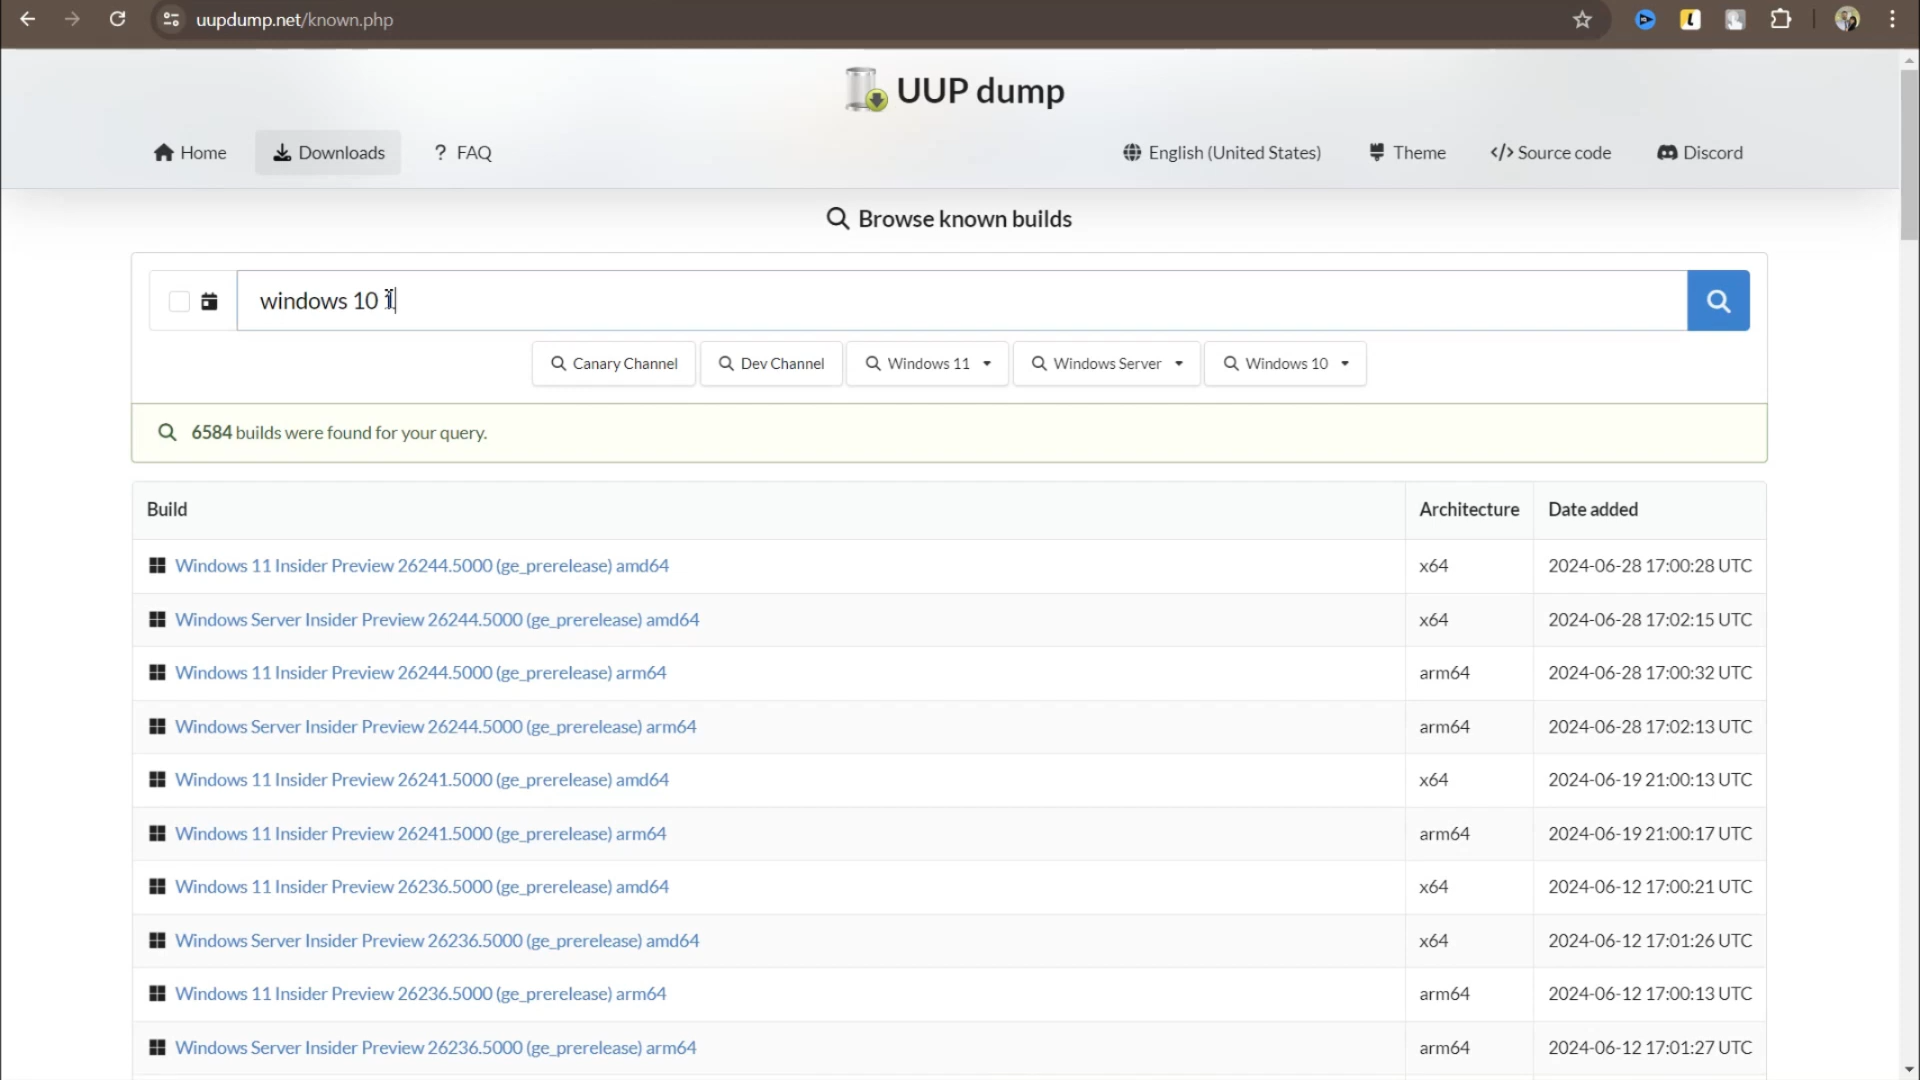 uupdump.net/known.php
UUP dump
Home Downloads ? FAQ English (United States) Theme </> Source code Discord
Browse known builds
windows 10 1
Canary Channel Dev Channel Windows 11 Windows Server Windows 10
6584 builds were found for your query.
Build Architecture Date added
Windows 11 Insider Preview 26244.5000 (ge_prerelease) amd64 x64 2024-06-28 17:00:28 UTC
Windows Server Insider Preview 26244.5000 (ge_prerelease) amd64 x64 2024-06-28 17:02:15 UTC
Windows 11 Insider Preview 26244.5000 (ge_prerelease) arm64 arm64 2024-06-28 17:00:32 UTC
Windows Server Insider Preview 26244.5000 (ge_prerelease) arm64 arm64 2024-06-28 17:02:13 UTC
Windows 11 Insider Preview 26241.5000 (ge_prerelease) amd64 x64 2024-06-19 21:00:13 UTC
Windows 11 Insider Preview 26241.5000 (ge_prerelease) arm64 arm64 2024-06-19 21:00:17 UTC
Windows 11 Insider Preview 26236.5000 (ge_prerelease) amd64 x64 2024-06-12 17:00:21 UTC
Windows Server Insider Preview 26236.5000 (ge_prerelease) amd64 x64 2024-06-12 17:01:26 UTC
Windows 11 Insider Preview 26236.5000 (ge_prerelease) arm64 arm64 2024-06-12 17:00:13 UTC
Windows Server Insider Preview 26236.5000 (ge_prerelease) arm64 arm64 2024-06-12 17:01:27 UTC